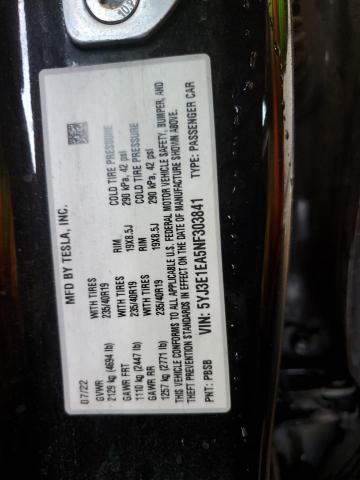 MFD BY TESLA, INC.
07/22
GVWR
2129 kg (4694 lb)
GAWR FRT WITH TIRES RIM COLD TIRE PRESSURE
1110 kg (2447 lb) 235/40R19 19X8.5J 290 kPa, 42 psi
GAWR RR WITH TIRES RIM COLD TIRE PRESSURE
1257 kg (2771 lb) 235/40R19 19X8.5J 290 kPa, 42 psi
THIS VEHICLE CONFORMS TO ALL APPLICABLE U.S. FEDERAL MOTOR VEHICLE SAFETY, BUMPER, AND
THEFT PREVENTION STANDARDS IN EFFECT ON THE DATE OF MANUFACTURE SHOWN ABOVE.
VIN: 5YJ3E1EA5NF303841 TYPE: PASSENGER CAR
PNT: PBSB